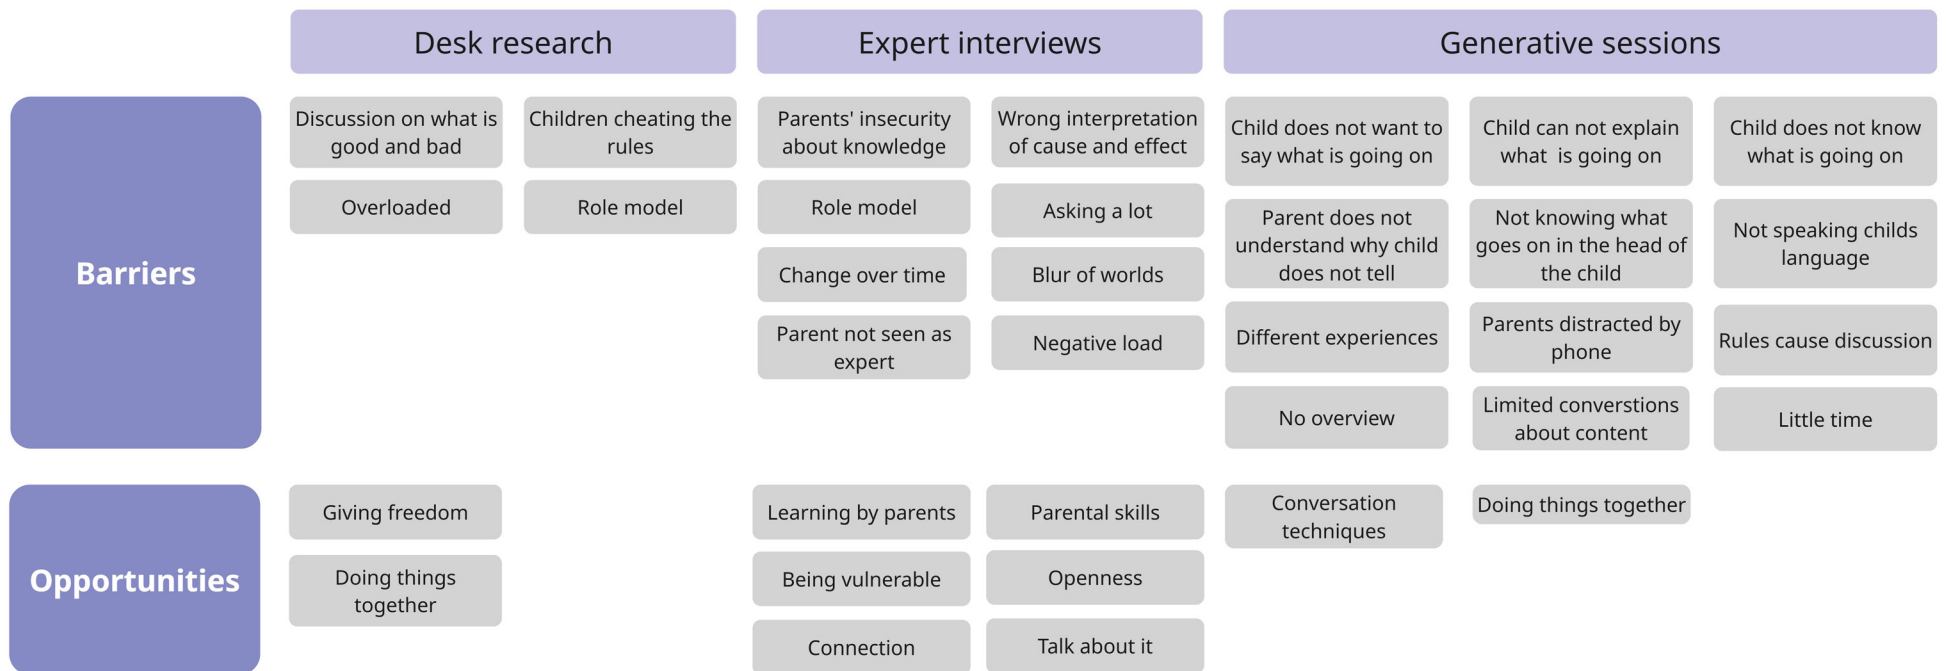 Desk research
Expert interviews
Generative sessions
Barriers
Discussion on what is
good and bad
Children cheating the
rules
Overloaded
Role model
Parents' insecurity
about knowledge
Wrong interpretation
of cause and effect
Role model
Asking a lot
Change over time
Blur of worlds
Parent not seen as
expert
Negative load
Child does not want to
say what is going on
Child can not explain
what is going on
Child does not know
what is going on
Parent does not
understand why child
does not tell
Not knowing what
goes on in the head of
the child
Not speaking childs
language
Different experiences
Parents distracted by
phone
Rules cause discussion
No overview
Limited converstions
about content
Little time
Opportunities
Giving freedom
Doing things
together
Learning by parents
Parental skills
Being vulnerable
Openness
Connection
Talk about it
Conversation
techniques
Doing things together